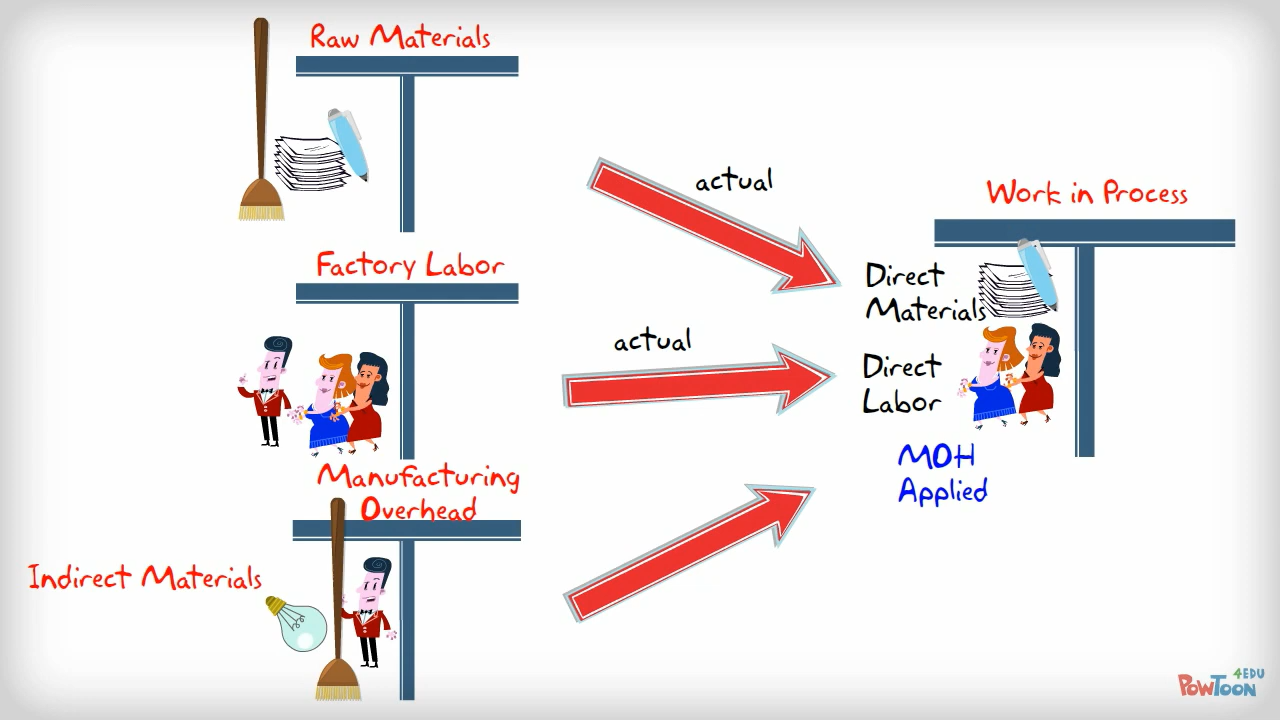 Raw Materials
actual
Work in Process
Factory Labor
Direct
Materials
actual
Direct
Labor
MOH
Applied
Manufacturing
Overhead
Indirect Materials
4EDU
PowToon